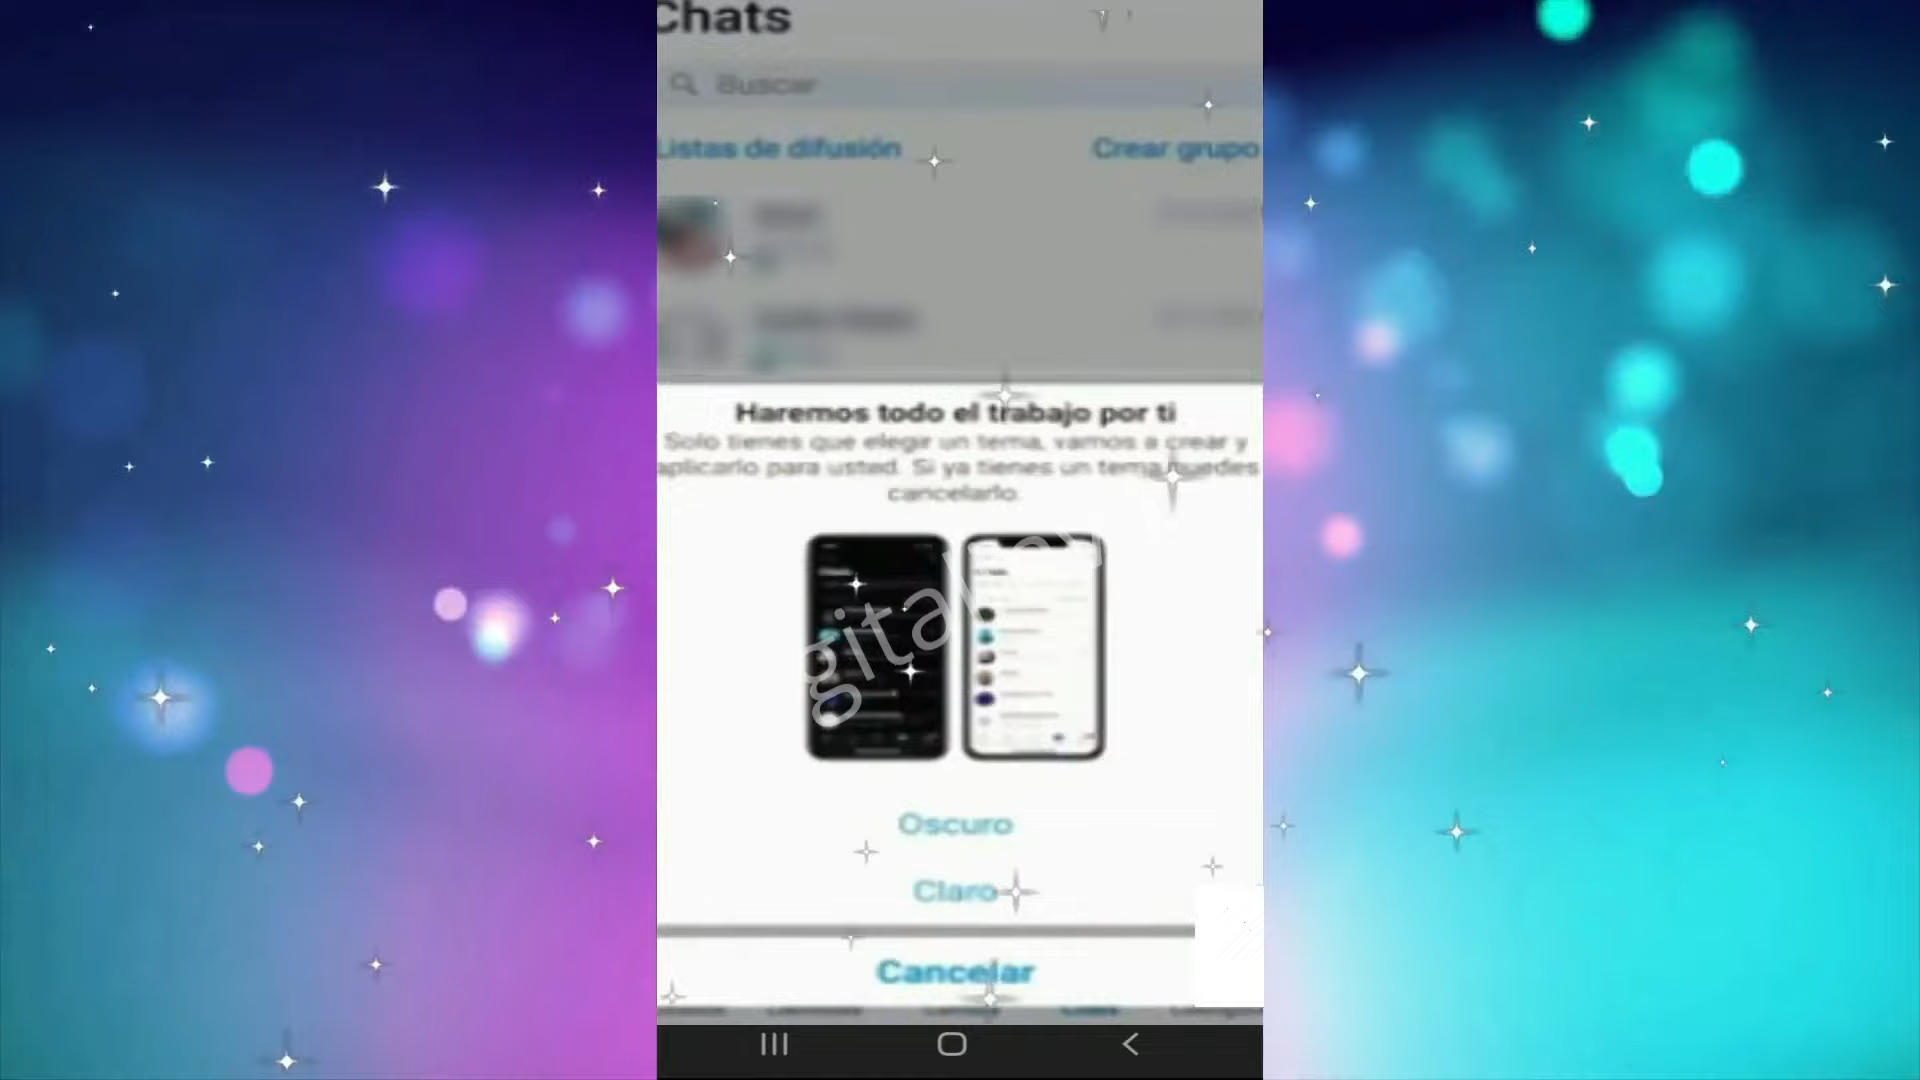 Chats
Buscar
Listas de difusión
Crear grupo
Haremos todo el trabajo por ti
Solo tienes que elegir un tema, vamos a crear y
aplicarlo para usted. Si ya tienes un tema puedes
cancelarlo.
gital
Oscuro
Claro
Cancelar